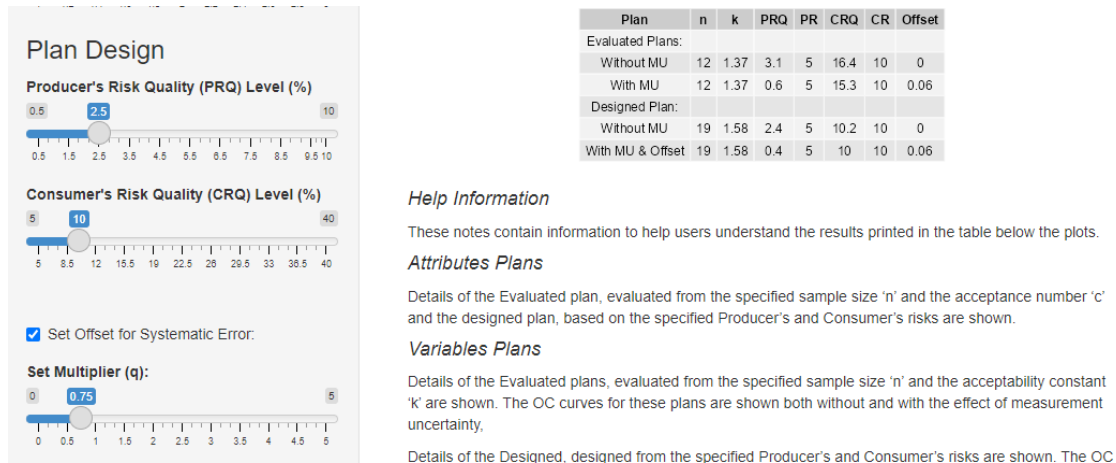 Plan Design
Producer's Risk Quality (PRQ) Level (%)
0.5 2.5 10
0.5 1.5 2.5 3.5 4.5 5.5 6.5 7.5 8.5 9.5 10
Consumer's Risk Quality (CRQ) Level (%)
5 10 40
5 8.5 12 15.5 19 22.5 26 29.5 33 36.5 40
Set Offset for Systematic Error:
Set Multiplier (q):
0 0.75 5
0 0.5 1 1.5 2 2.5 3 3.5 4 4.5 5
Plan n k PRQ PR CRQ CR Offset
Evaluated Plans:
Without MU 12 1.37 3.1 5 16.4 10 0
With MU 12 1.37 0.6 5 15.3 10 0.06
Designed Plan:
Without MU 19 1.58 2.4 5 10.2 10 0
With MU & Offset 19 1.58 0.4 5 10 10 0.06
Help Information
These notes contain information to help users understand the results printed in the table below the plots.
Attributes Plans
Details of the Evaluated plan, evaluated from the specified sample size ‘n’ and the acceptance number ‘c’
and the designed plan, based on the specified Producer’s and Consumer’s risks are shown.
Variables Plans
Details of the Evaluated plans, evaluated from the specified sample size ‘n’ and the acceptability constant
‘k’ are shown. The OC curves for these plans are shown both without and with the effect of measurement
uncertainty,
Details of the Designed, designed from the specified Producer’s and Consumer’s risks are shown. The OC